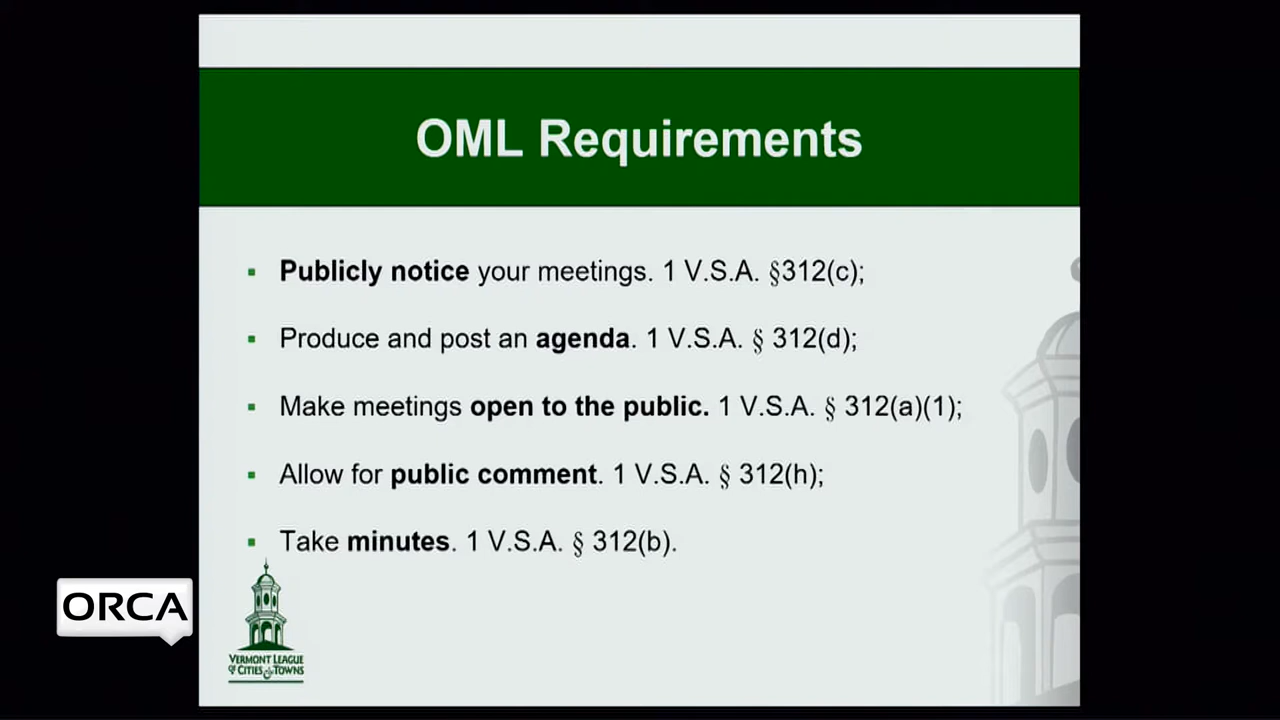 OML Requirements
Publicly notice your meetings. 1 V.S.A. §312(c);
Produce and post an agenda. 1 V.S.A. § 312(d);
Make meetings open to the public. 1 V.S.A. § 312(a)(1);
Allow for public comment. 1 V.S.A. § 312(h);
Take minutes. 1 V.S.A. § 312(b).
ORCA
VERMONT LEAGUE
OF CITIES & TOWNS